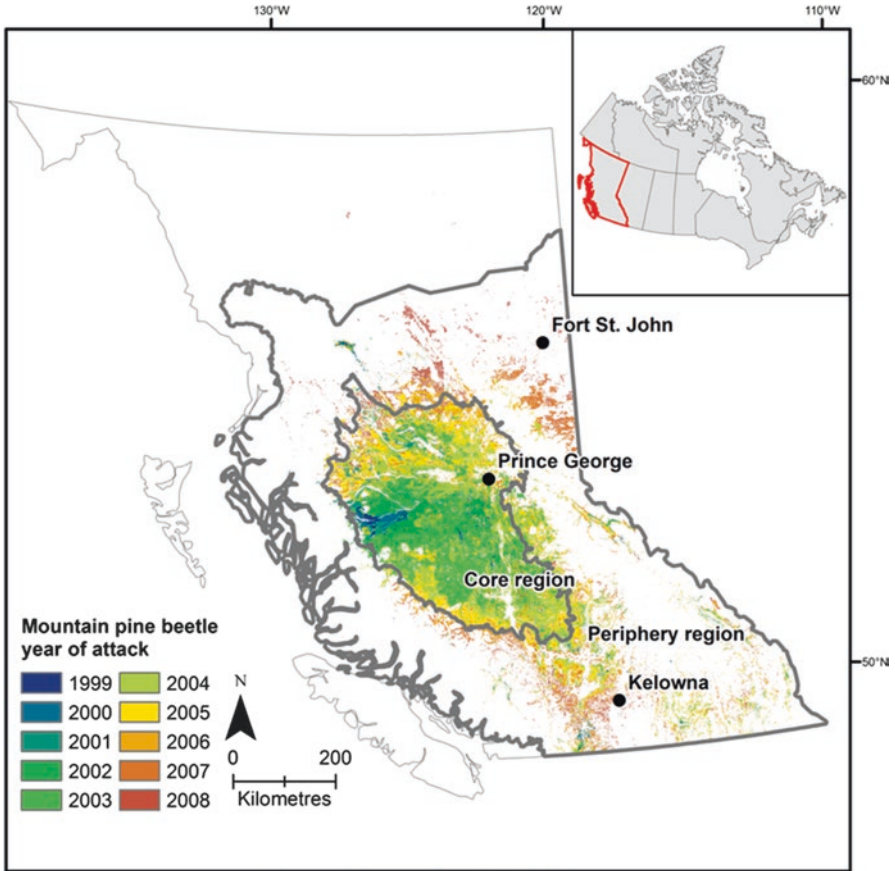 130°W
120°W
110°W
60°N
Fort St. John
Prince George
Core region
Periphery region
50°N
Kelowna
Mountain pine beetle
year of attack
1999
2004
2000
2005
2001
2006
2002
2007
2003
2008
N
0
200
Kilometres